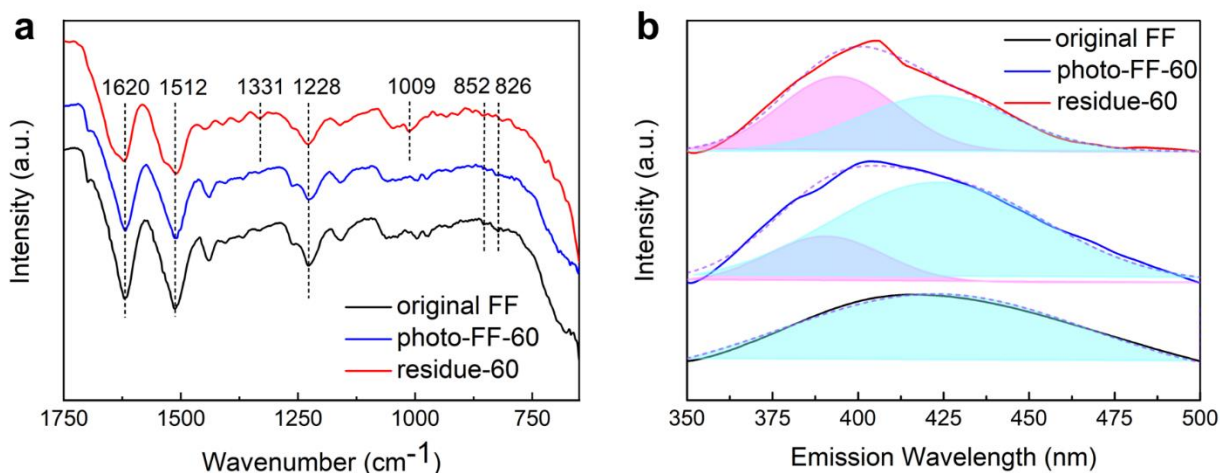 a
1620 1512 1331 1228 1009 852 826
Intensity (a.u.)
original FF
photo-FF-60
residue-60
1750 1500 1250 1000 750
Wavenumber (cm-1)
b
original FF
photo-FF-60
residue-60
Intensity (a.u.)
350 375 400 425 450 475 500
Emission Wavelength (nm)